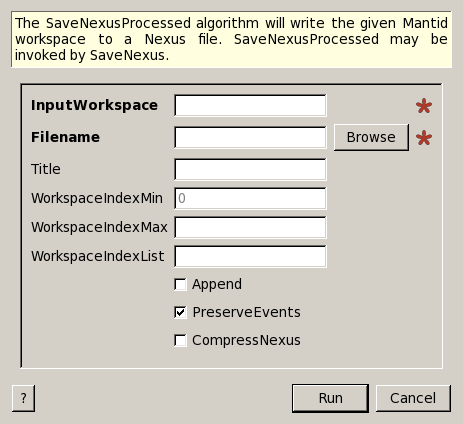 The SaveNexusProcessed algorithm will write the given Mantid
workspace to a Nexus file. SaveNexusProcessed may be
invoked by SaveNexus.
InputWorkspace *
Filename Browse *
Title
WorkspaceIndexMin 0
WorkspaceIndexMax
WorkspaceIndexList
Append
PreserveEvents
CompressNexus
? Run Cancel